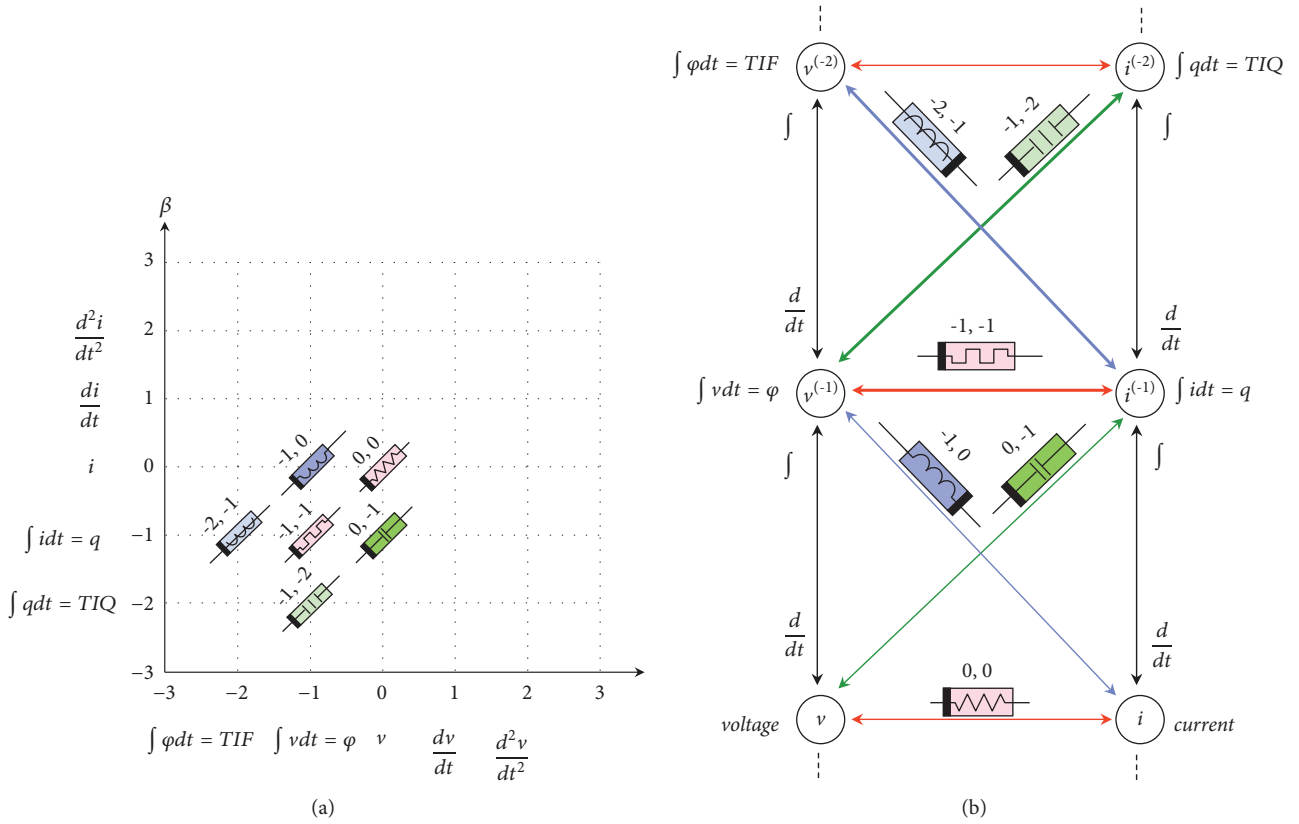 β
3
2
1
0
−1
−2
−3
d²i
dt²
di
dt
i
∫ idt = q
∫ qdt = TIQ
-1, 0
0, 0
-2, -1
-1, -1
0, -1
-1, -2
−3 −2 −1 0 1 2 3
∫ φdt = TIF ∫ vdt = φ v dv/dt d²v/dt²
(a)
∫ φdt = TIF v⁽⁻²⁾ i⁽⁻²⁾ ∫ qdt = TIQ
∫ -2, -1 -1, -2 ∫
d/dt d/dt
-1, -1
∫ vdt = φ v⁽⁻¹⁾ i⁽⁻¹⁾ ∫ idt = q
∫ -1, 0 0, -1 ∫
d/dt d/dt
0, 0
voltage v i current
(b)